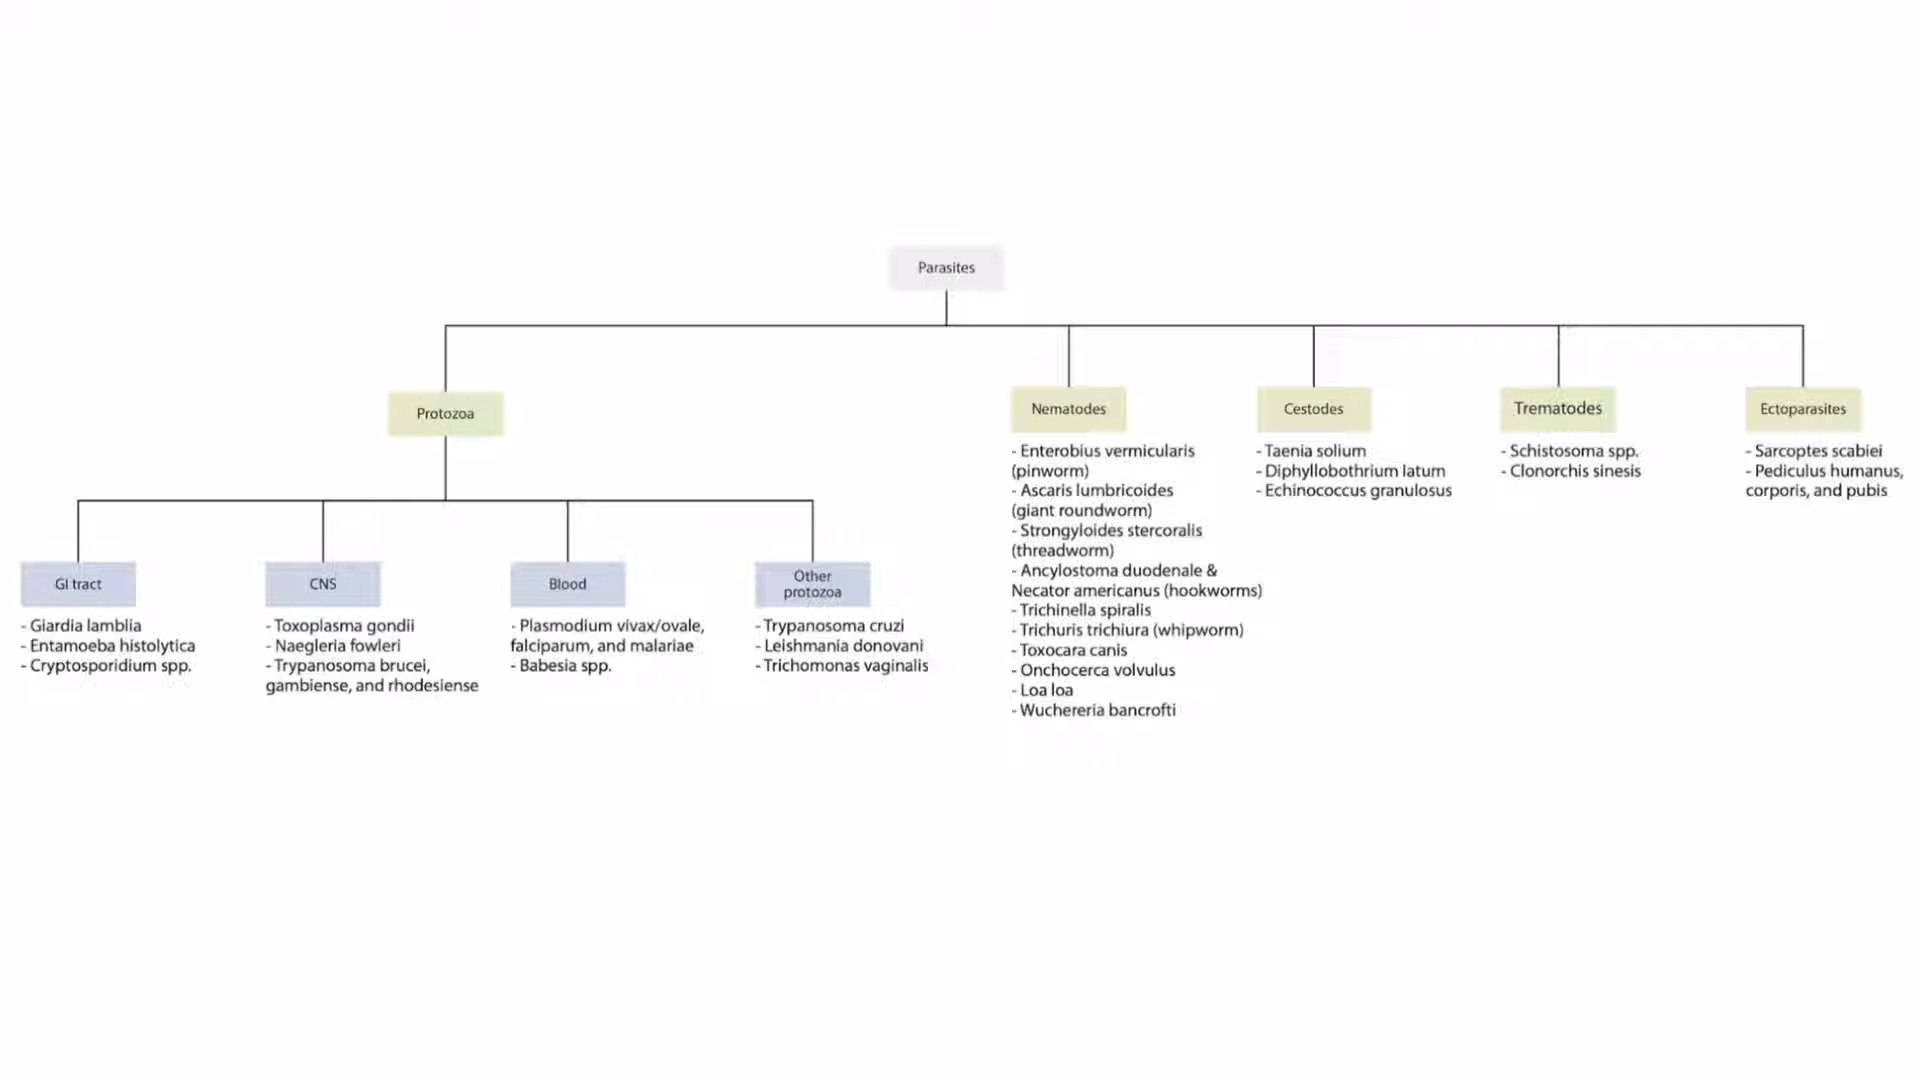 Parasites
Protozoa
GI tract
- Giardia lamblia
- Entamoeba histolytica
- Cryptosporidium spp.
CNS
- Toxoplasma gondii
- Naegleria fowleri
- Trypanosoma brucei,
gambiense, and rhodesiense
Blood
- Plasmodium vivax/ovale,
falciparum, and malariae
- Babesia spp.
Other
protozoa
- Trypanosoma cruzi
- Leishmania donovani
- Trichomonas vaginalis
Nematodes
- Enterobius vermicularis
(pinworm)
- Ascaris lumbricoides
(giant roundworm)
- Strongyloides stercoralis
(threadworm)
- Ancylostoma duodenale &
Necator americanus (hookworms)
- Trichinella spiralis
- Trichuris trichiura (whipworm)
- Toxocara canis
- Onchocerca volvulus
- Loa loa
- Wuchereria bancrofti
Cestodes
- Taenia solium
- Diphyllobothrium latum
- Echinococcus granulosus
Trematodes
- Schistosoma spp.
- Clonorchis sinesis
Ectoparasites
- Sarcoptes scabiei
- Pediculus humanus,
corporis, and pubis